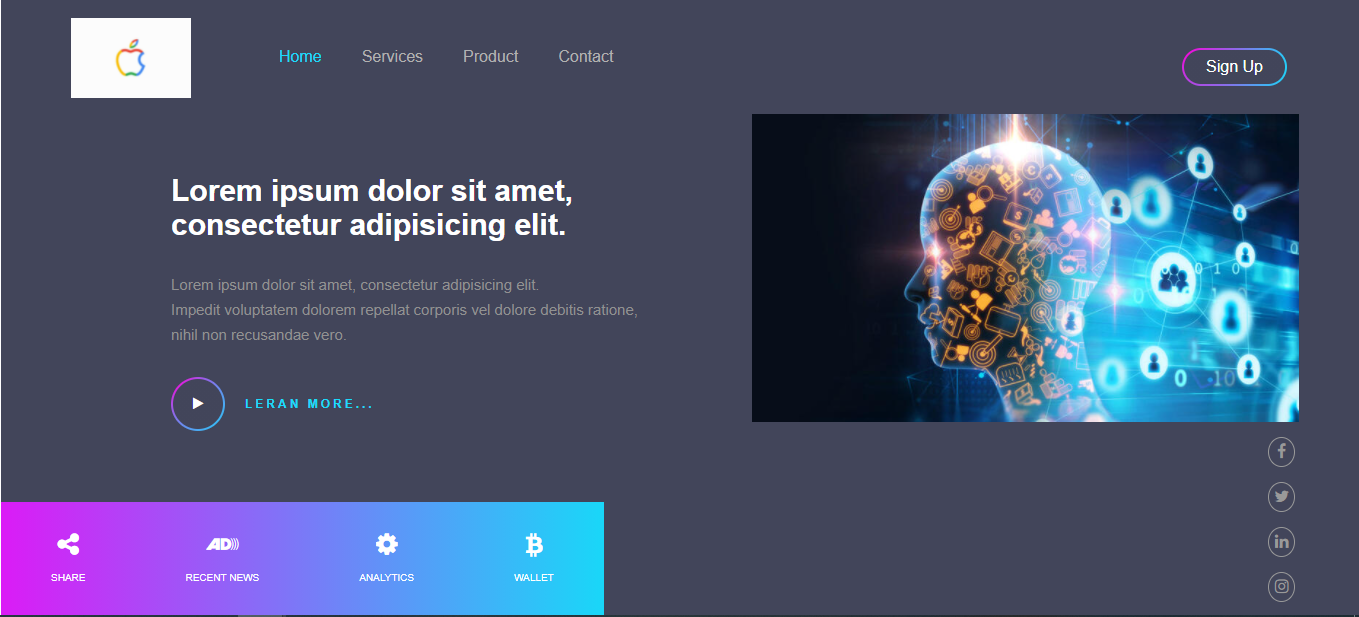 Home
Services
Product
Contact
Sign Up
Lorem ipsum dolor sit amet,
consectetur adipisicing elit.
Lorem ipsum dolor sit amet, consectetur adipisicing elit.
Impedit voluptatem dolorem repellat corporis vel dolore debitis ratione,
nihil non recusandae vero.
LERAN MORE...
SHARE
RECENT NEWS
ANALYTICS
WALLET